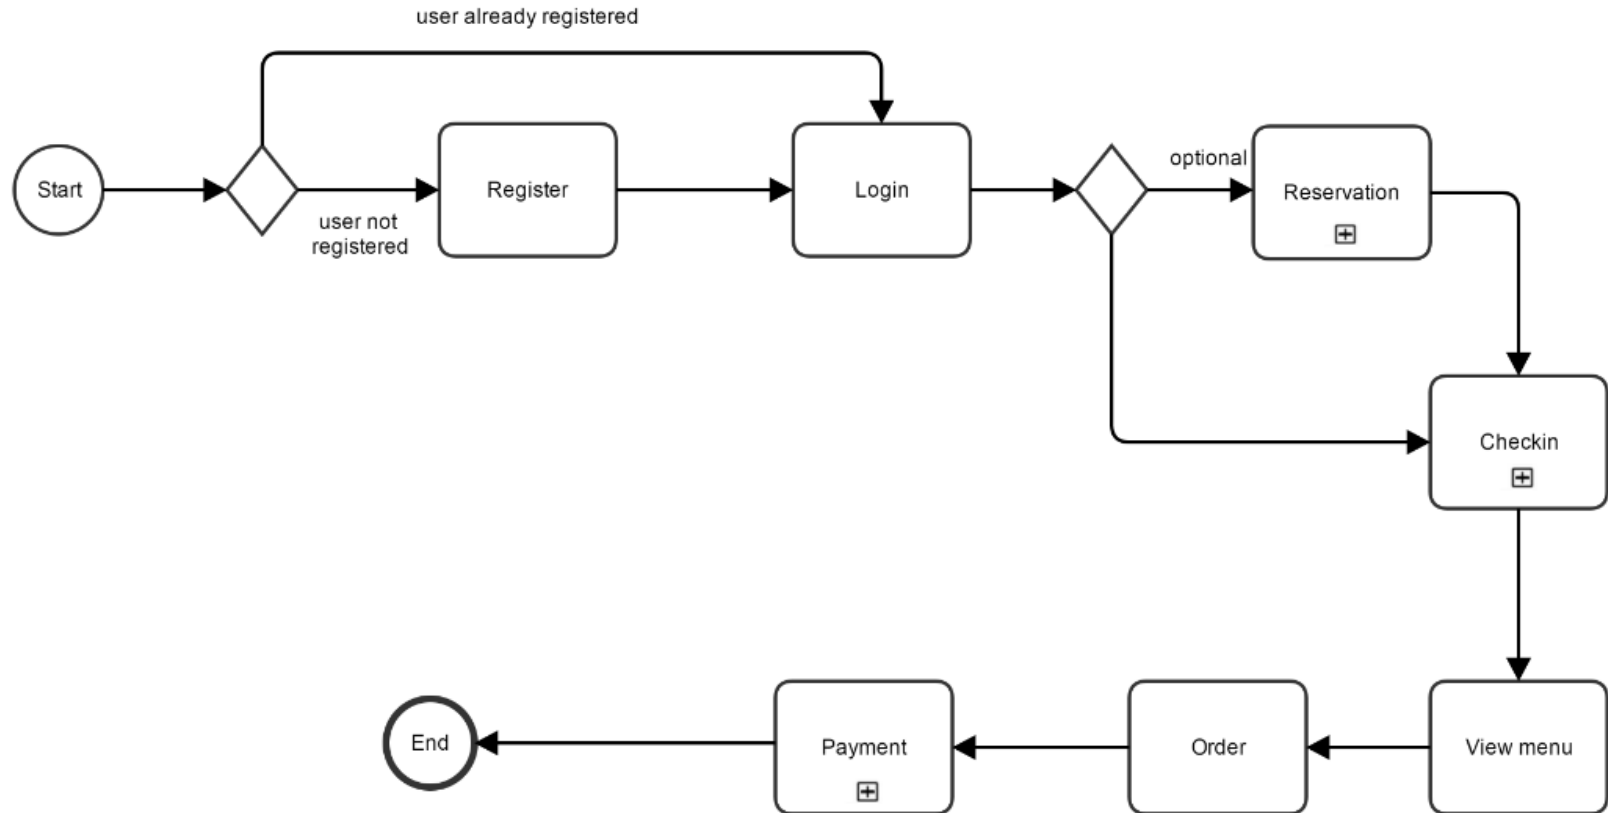 user already registered
Start
Register
Login
optional
Reservation
user not
registered
Checkin
End
Payment
Order
View menu